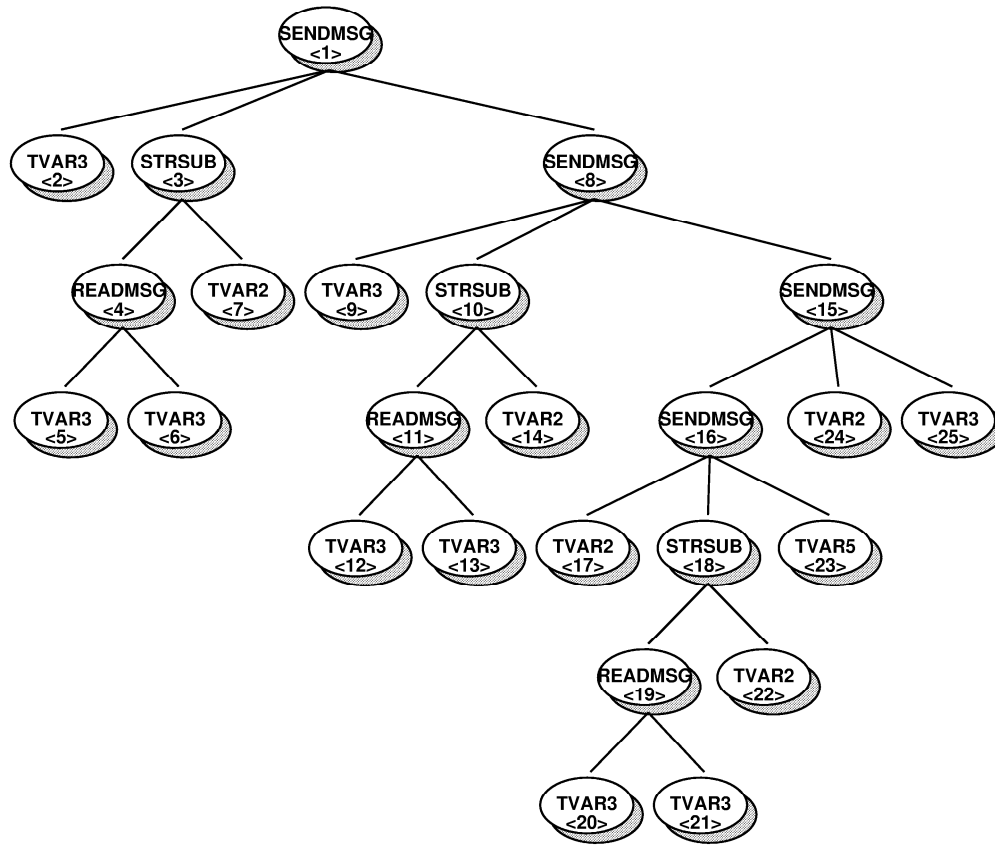 SENDMSG
<1>
TVAR3
<2>
STRSUB
<3>
SENDMSG
<8>
READMSG
<4>
TVAR2
<7>
TVAR3
<9>
STRSUB
<10>
SENDMSG
<15>
TVAR3
<5>
TVAR3
<6>
READMSG
<11>
TVAR2
<14>
SENDMSG
<16>
TVAR2
<24>
TVAR3
<25>
TVAR3
<12>
TVAR3
<13>
TVAR2
<17>
STRSUB
<18>
TVAR5
<23>
READMSG
<19>
TVAR2
<22>
TVAR3
<20>
TVAR3
<21>